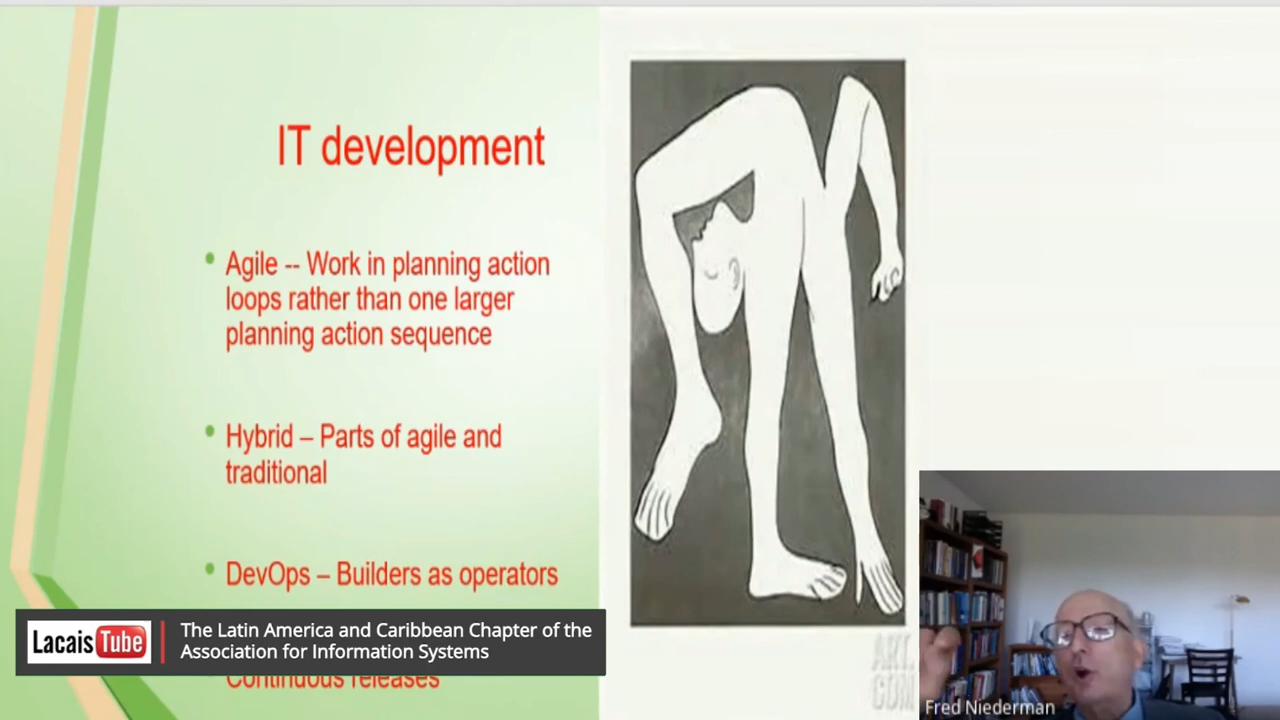 IT development
Agile -- Work in planning action
loops rather than one larger
planning action sequence
Hybrid – Parts of agile and
traditional
DevOps – Builders as operators
Continuous releases
LacaisTube
The Latin America and Caribbean Chapter of the
Association for Information Systems
ART.
COM
Fred Niederman